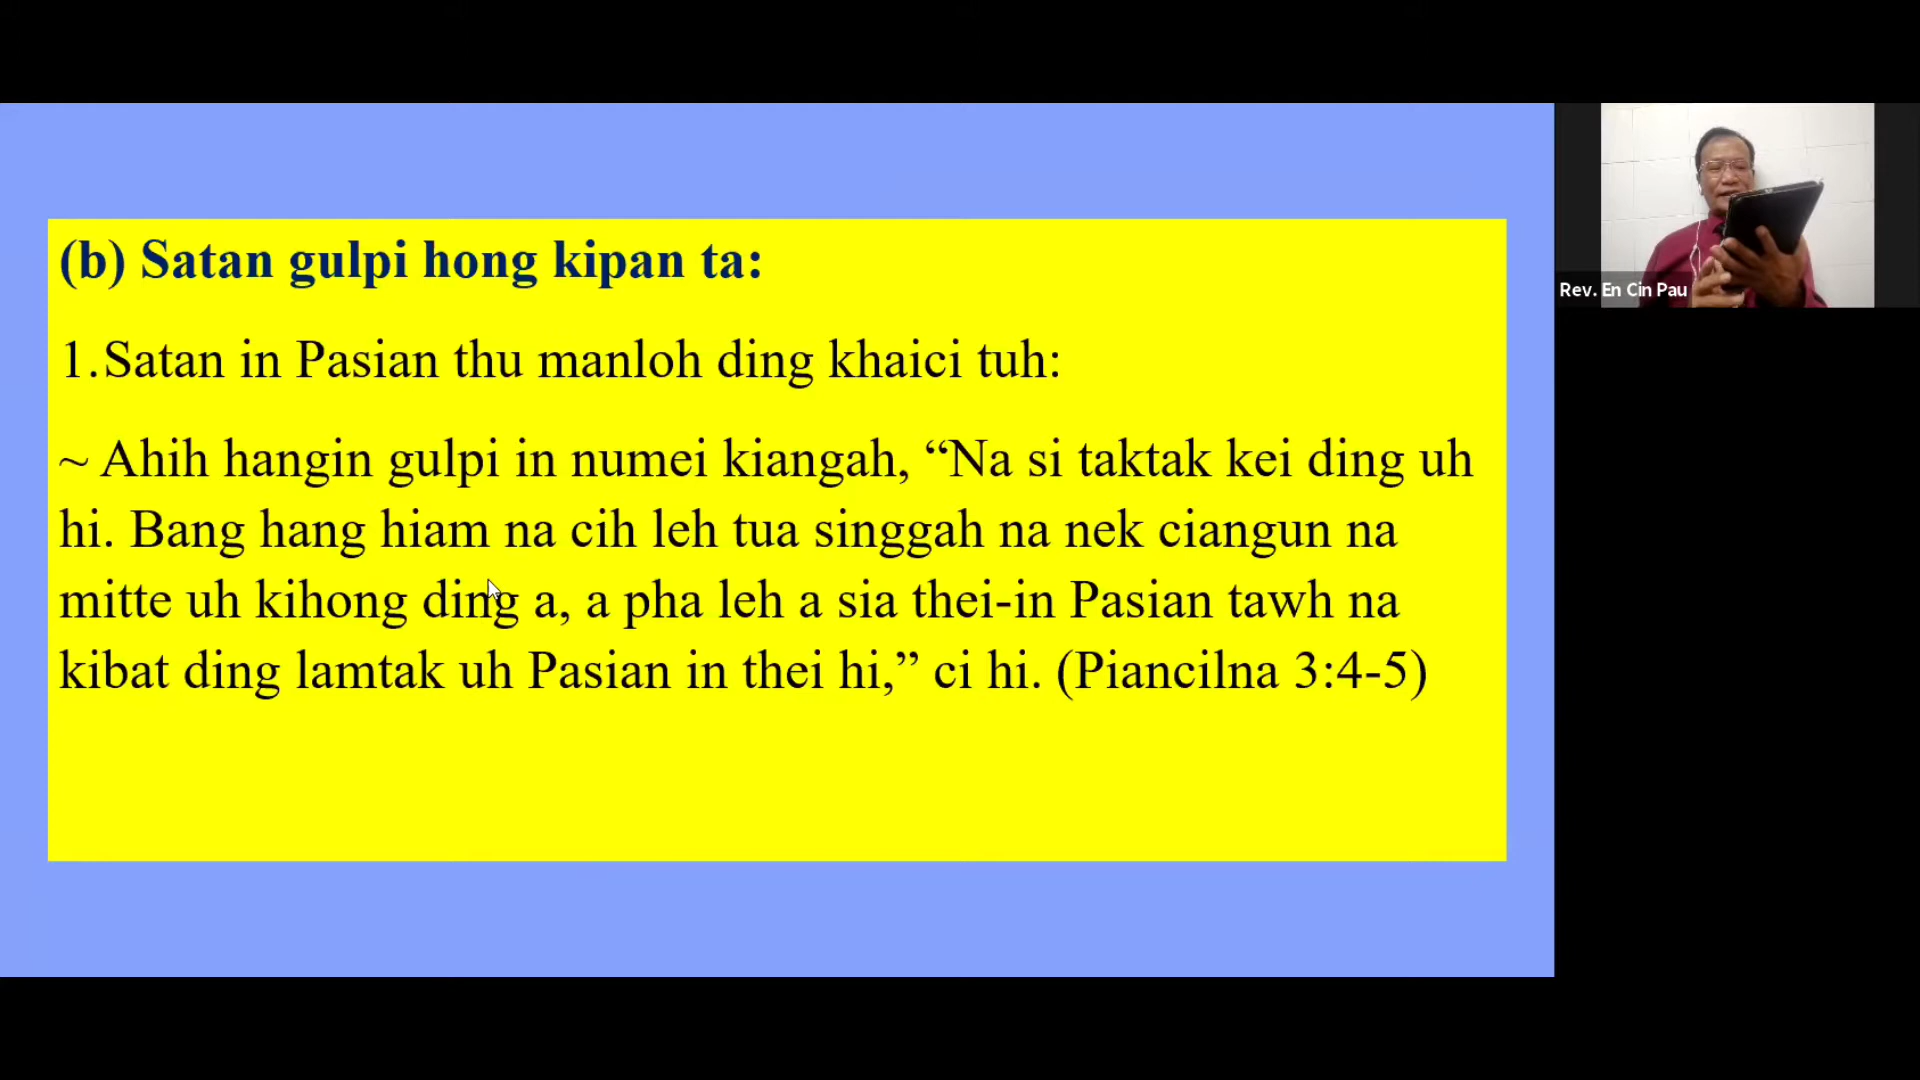 (b) Satan gulpi hong kipan ta:
1.Satan in Pasian thu manloh ding khaici tuh:
~ Ahih hangin gulpi in numei kiangah, “Na si taktak kei ding uh
hi. Bang hang hiam na cih leh tua singgah na nek ciangun na
mitte uh kihong ding a, a pha leh a sia thei-in Pasian tawh na
kibat ding lamtak uh Pasian in thei hi,” ci hi. (Piancilna 3:4-5)
Rev. En Cin Pau